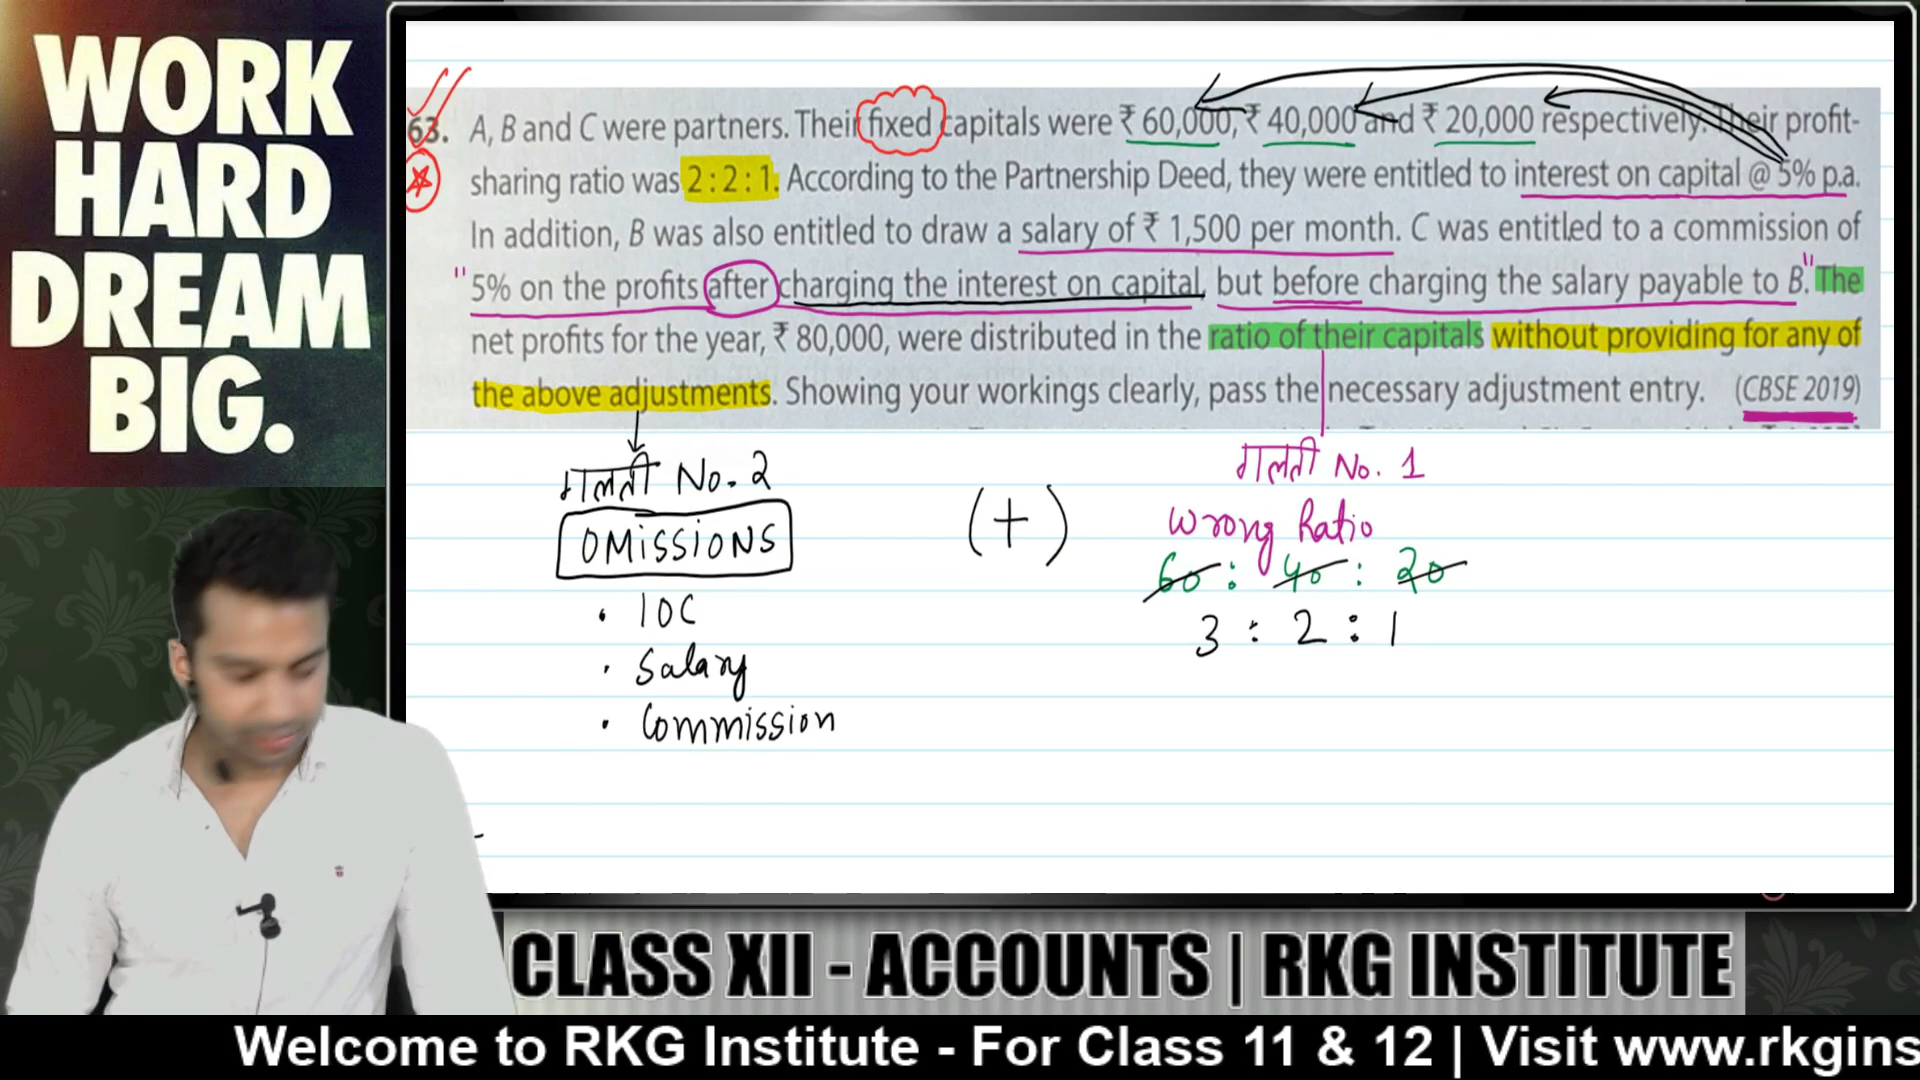 WORK
HARD
DREAM
BIG.
63. A, B and C were partners. Their fixed capitals were ₹ 60,000, ₹ 40,000 and ₹ 20,000 respectively. Their profit-
sharing ratio was 2 : 2 : 1. According to the Partnership Deed, they were entitled to interest on capital @ 5% p.a.
In addition, B was also entitled to draw a salary of ₹ 1,500 per month. C was entitled to a commission of
"5% on the profits after charging the interest on capital, but before charging the salary payable to B." The
net profits for the year, ₹ 80,000, were distributed in the ratio of their capitals without providing for any of
the above adjustments. Showing your workings clearly, pass the necessary adjustment entry. (CBSE 2019)
गलती No. 2
OMISSIONS
• IOC
• Salary
• Commission
(+)
गलती No. 1
Wrong Ratio
60 : 40 : 20
3 : 2 : 1
CLASS XII - ACCOUNTS | RKG INSTITUTE
Welcome to RKG Institute - For Class 11 & 12 | Visit www.rkgins